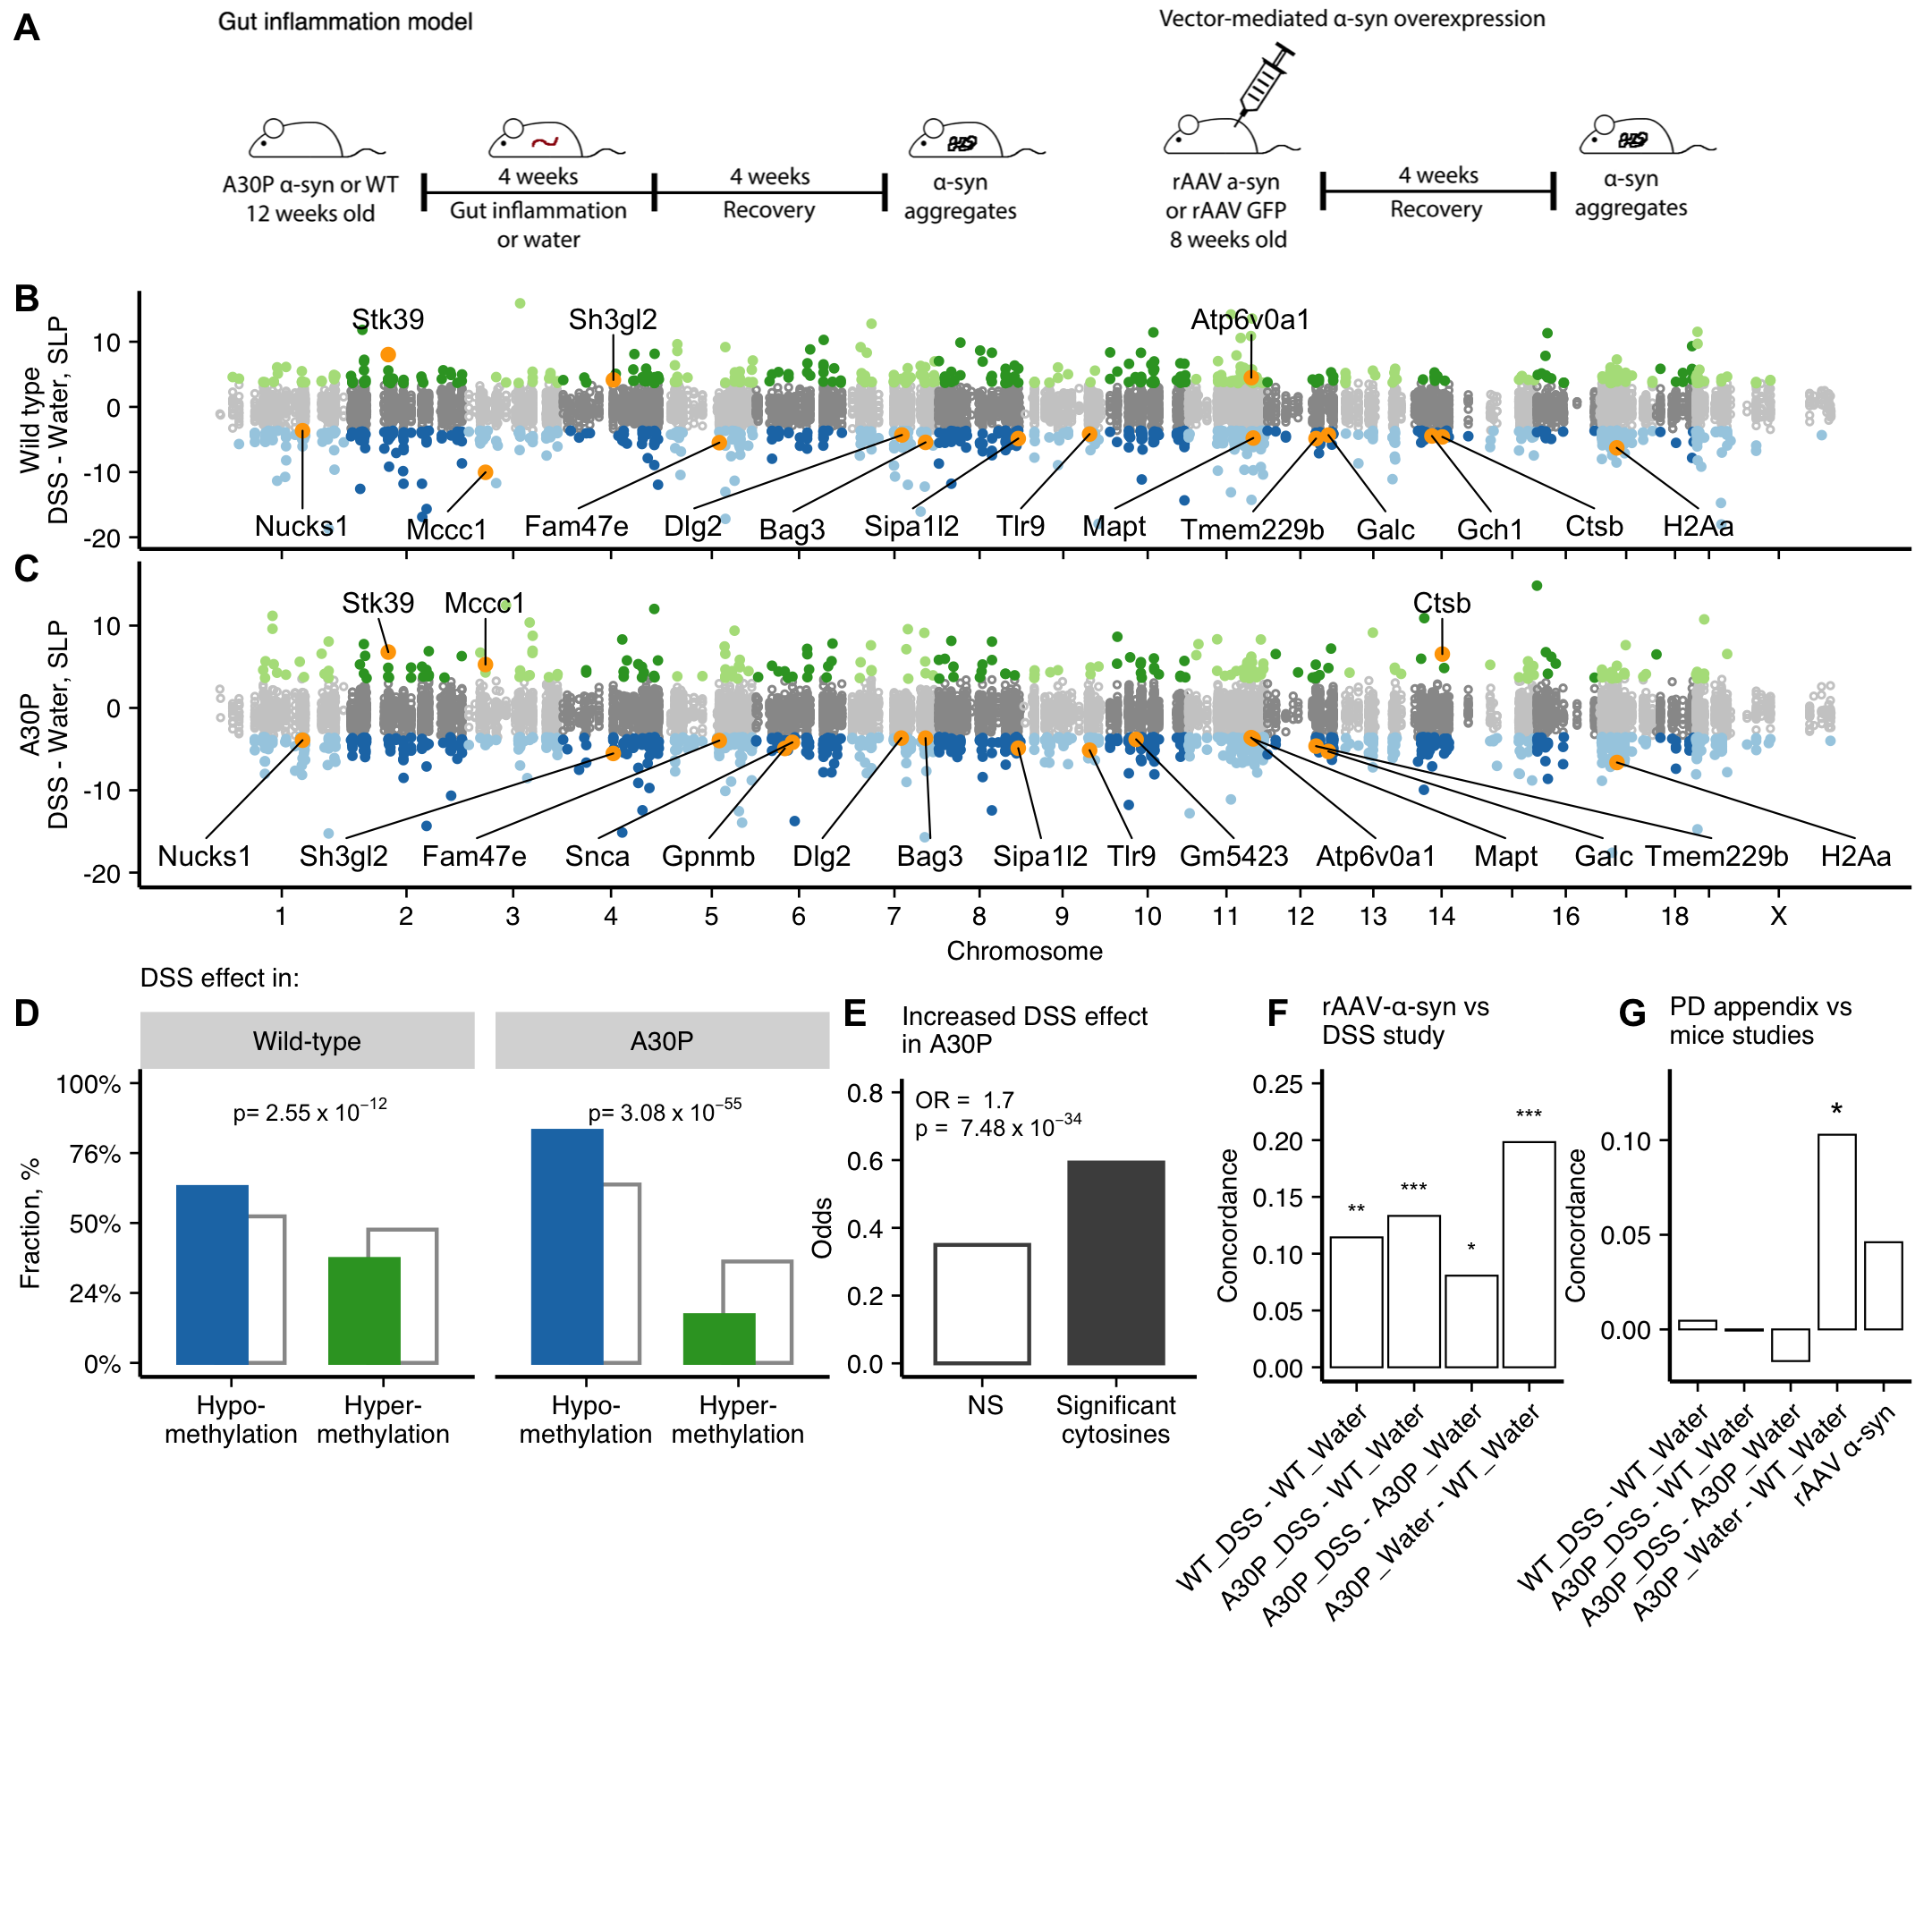 A
Gut inflammation model
Vector-mediated α-syn overexpression
A30P α-syn or WT
12 weeks old
4 weeks
Gut inflammation
or water
4 weeks
Recovery
α-syn
aggregates
rAAV a-syn
or rAAV GFP
8 weeks old
4 weeks
Recovery
α-syn
aggregates
B
Wild type
DSS - Water, SLP
10
0
-10
-20
Stk39
Sh3gl2
Atp6v0a1
Nucks1
Mccc1
Fam47e
Dlg2
Bag3
Sipa1l2
Tlr9
Mapt
Tmem229b
Galc
Gch1
Ctsb
H2Aa
C
A30P
DSS - Water, SLP
10
0
-10
-20
Stk39
Mccc1
Ctsb
Nucks1
Sh3gl2
Fam47e
Snca
Gpnmb
Dlg2
Bag3
Sipa1l2
Tlr9
Gm5423
Atp6v0a1
Mapt
Galc
Tmem229b
H2Aa
1 2 3 4 5 6 7 8 9 10 11 12 13 14 16 18 X
Chromosome
DSS effect in:
D
Wild-type
A30P
Fraction, %
100%
76%
50%
24%
0%
p= 2.55 x 10⁻¹²
p= 3.08 x 10⁻⁵⁵
Hypo-
methylation
Hyper-
methylation
Hypo-
methylation
Hyper-
methylation
E
Increased DSS effect
in A30P
OR = 1.7
p = 7.48 x 10⁻³⁴
Odds
0.8
0.6
0.4
0.2
0.0
NS
Significant
cytosines
F
rAAV-α-syn vs
DSS study
Concordance
0.25
0.20
0.15
0.10
0.05
0.00
**
***
*
***
WT_DSS - WT_Water
A30P_DSS - WT_Water
A30P_DSS - A30P_Water
A30P_Water - WT_Water
G
PD appendix vs
mice studies
Concordance
0.10
0.05
0.00
*
WT_DSS - WT_Water
A30P_DSS - WT_Water
A30P_DSS - A30P_Water
A30P_Water - WT_Water
rAAV α-syn